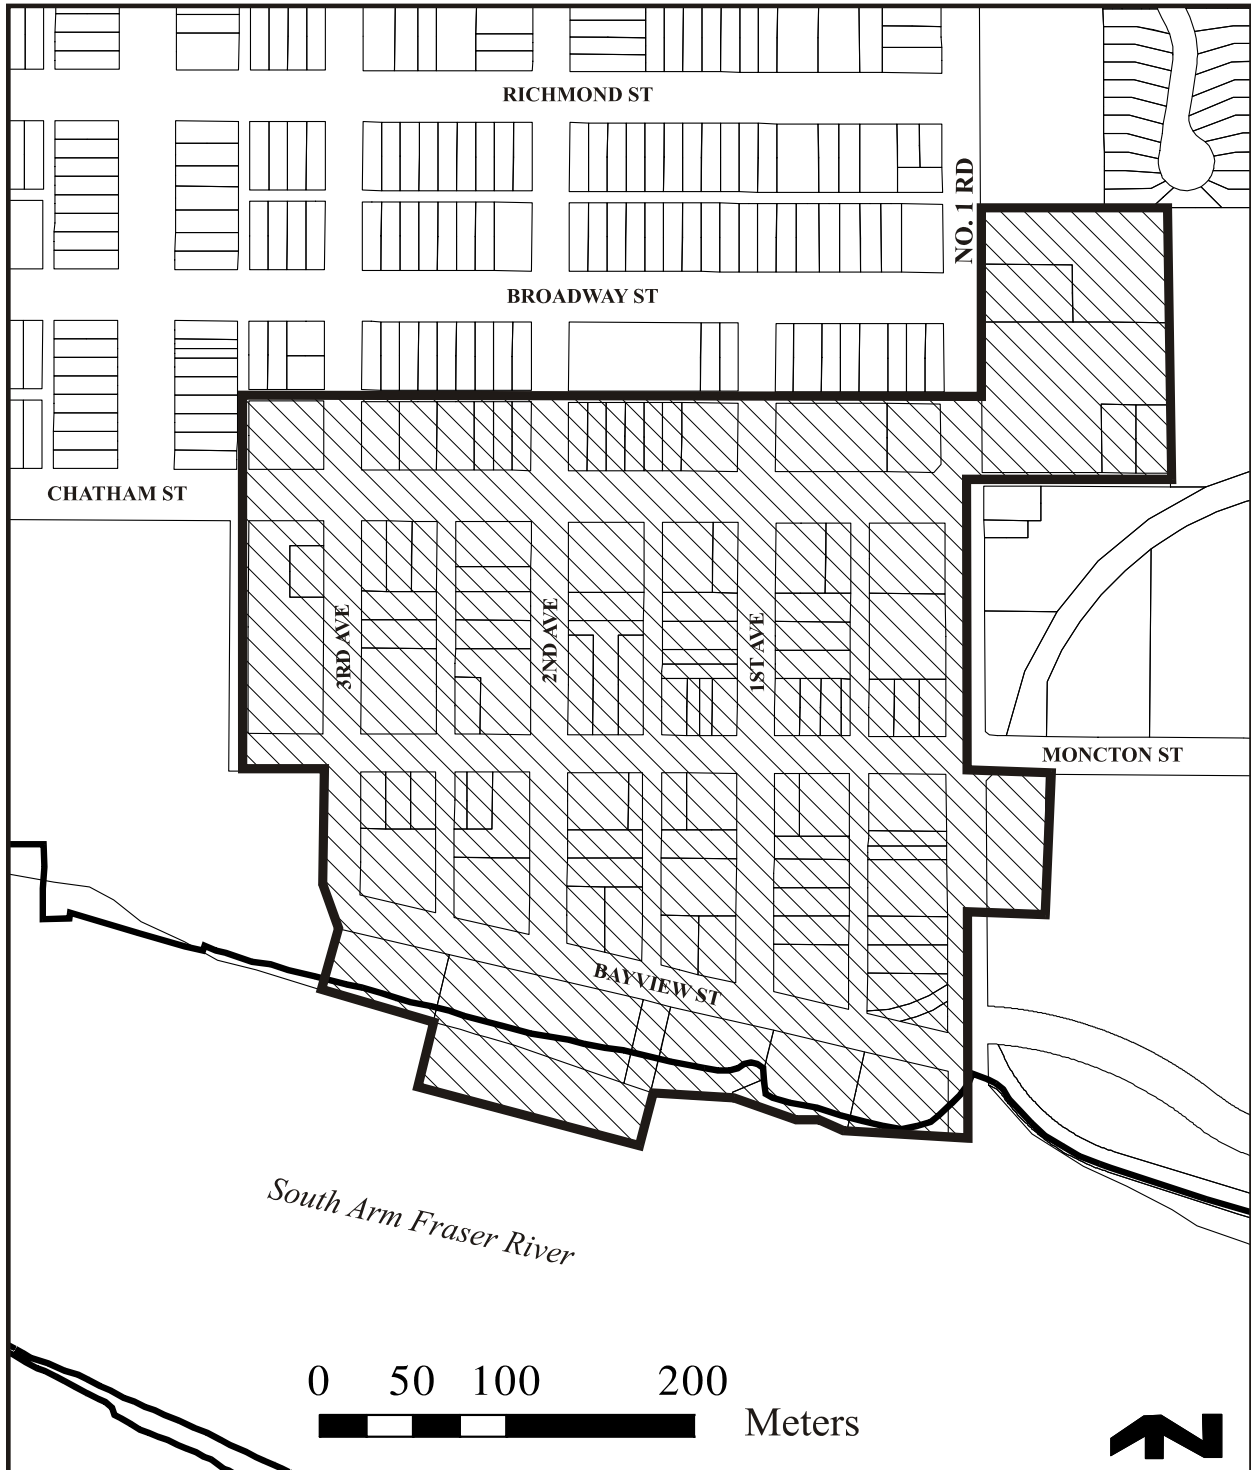 RICHMOND ST
NO. 1 RD
BROADWAY ST
CHATHAM ST
3RD AVE
2ND AVE
1ST AVE
MONCTON ST
BAYVIEW ST
South Arm Fraser River
0 50 100 200
Meters
N